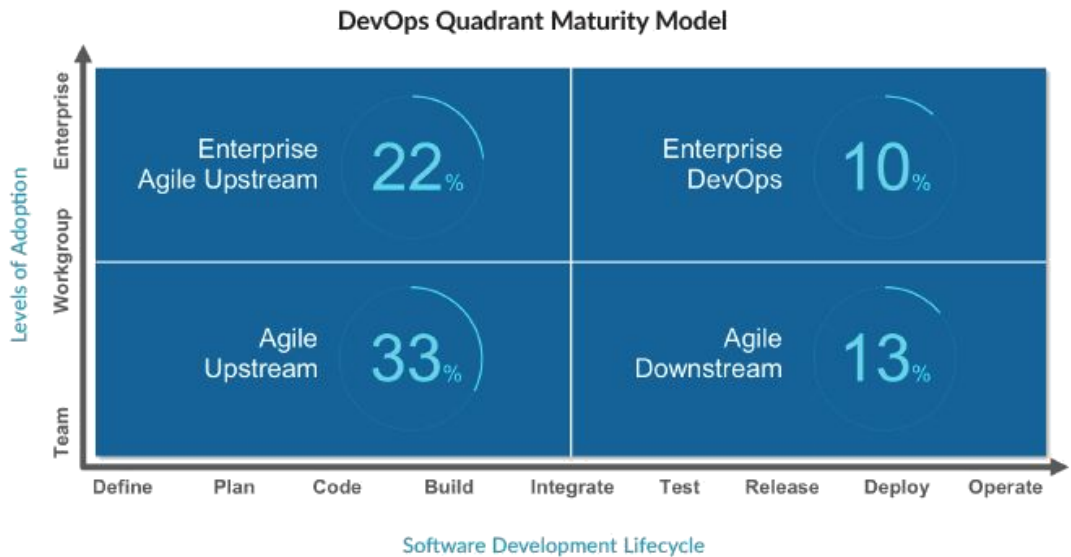 DevOps Quadrant Maturity Model
Levels of Adoption
Enterprise
Workgroup
Team
Enterprise
Agile Upstream
22%
Enterprise
DevOps
10%
Agile
Upstream
33%
Agile
Downstream
13%
Define Plan Code Build Integrate Test Release Deploy Operate
Software Development Lifecycle